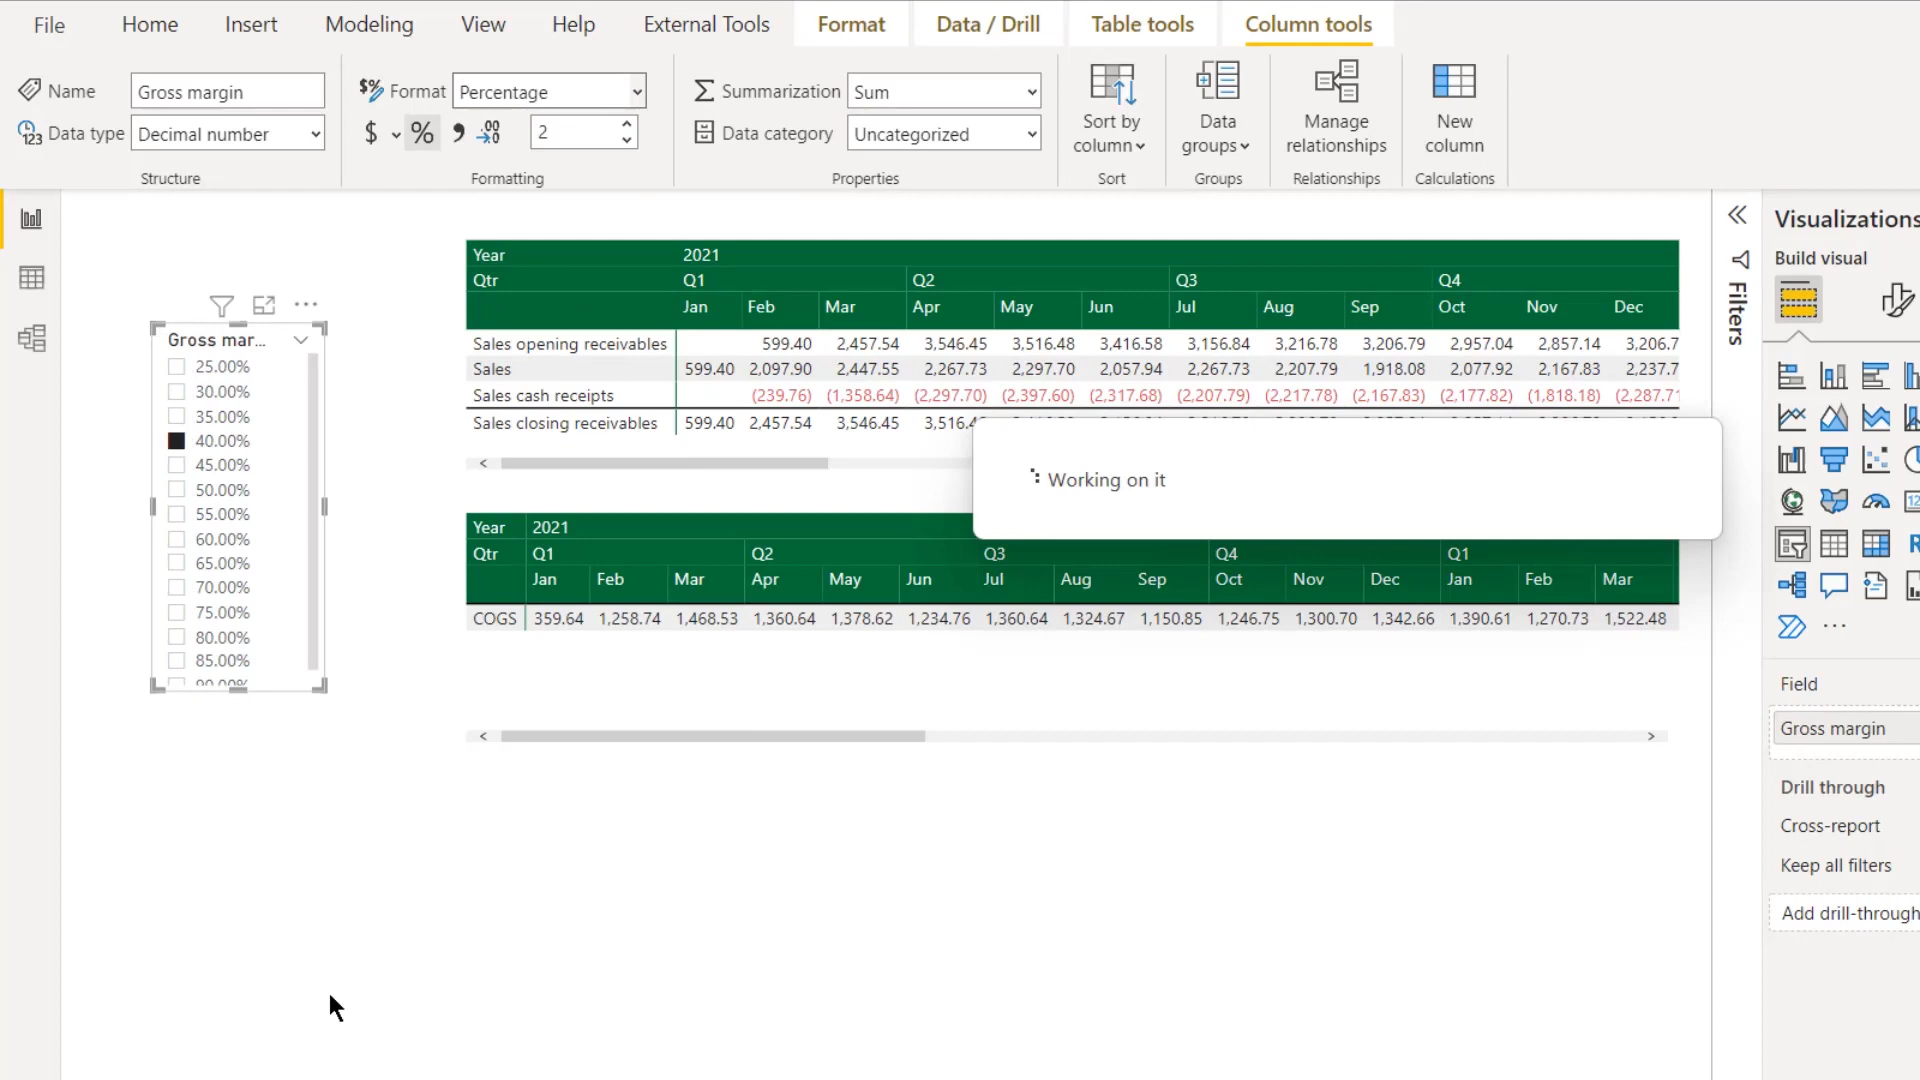 File Home Insert Modeling View Help External Tools Format Data / Drill Table tools Column tools
Name Gross margin
Data type Decimal number
Structure
Format Percentage
$ % 2
Formatting
Summarization Sum
Data category Uncategorized
Properties
Sort by
column
Sort
Data
groups
Groups
Manage
relationships
Relationships
New
column
Calculations
Gross mar...
25.00%
30.00%
35.00%
40.00%
45.00%
50.00%
55.00%
60.00%
65.00%
70.00%
75.00%
80.00%
85.00%
90.00%
Year 2021
Qtr Q1 Q2 Q3 Q4
Jan Feb Mar Apr May Jun Jul Aug Sep Oct Nov Dec
Sales opening receivables 599.40 2,457.54 3,546.45 3,516.48 3,416.58 3,156.84 3,216.78 3,206.79 2,957.04 2,857.14 3,206.7
Sales 599.40 2,097.90 2,447.55 2,267.73 2,297.70 2,057.94 2,267.73 2,207.79 1,918.08 2,077.92 2,167.83 2,237.7
Sales cash receipts (239.76) (1,358.64) (2,297.70) (2,397.60) (2,317.68) (2,207.79) (2,217.78) (2,167.83) (2,177.82) (1,818.18) (2,287.71
Sales closing receivables 599.40 2,457.54 3,546.45 3,516.4
Working on it
Year 2021
Qtr Q1 Q2 Q3 Q4 Q1
Jan Feb Mar Apr May Jun Jul Aug Sep Oct Nov Dec Jan Feb Mar
COGS 359.64 1,258.74 1,468.53 1,360.64 1,378.62 1,234.76 1,360.64 1,324.67 1,150.85 1,246.75 1,300.70 1,342.66 1,390.61 1,270.73 1,522.48
Filters
Visualizations
Build visual
Field
Gross margin
Drill through
Cross-report
Keep all filters
Add drill-through